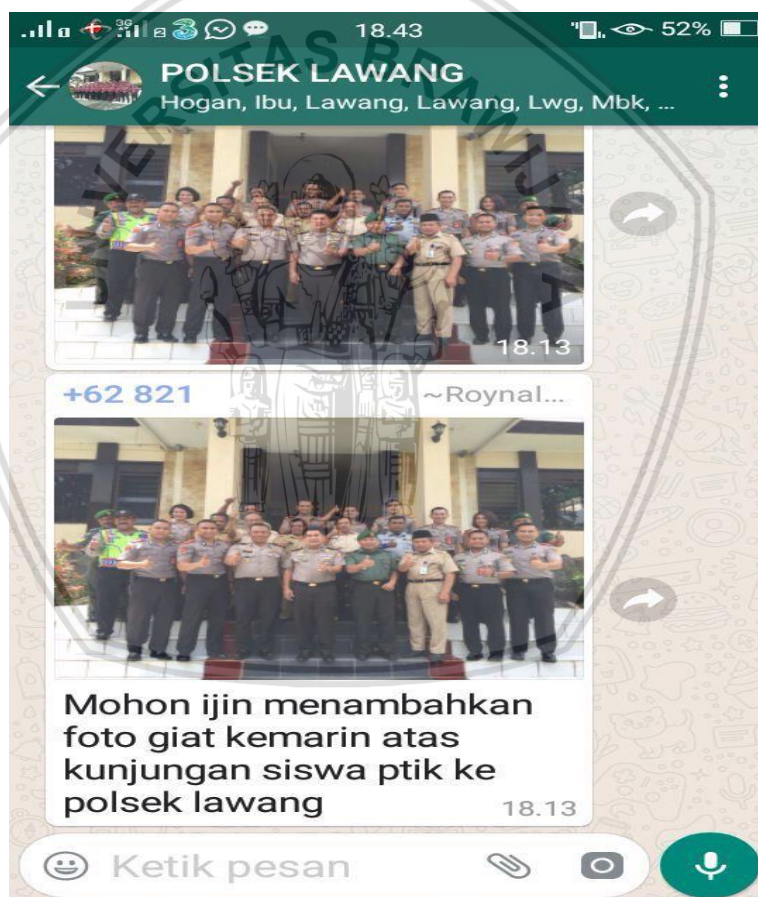 3G 18.43 52%
POLSEK LAWANG
Hogan, Ibu, Lawang, Lawang, Lwg, Mbk, ...
18.13
+62 821 ~Roynal...
Mohon ijin menambahkan
foto giat kemarin atas
kunjungan siswa ptik ke
polsek lawang
18.13
Ketik pesan